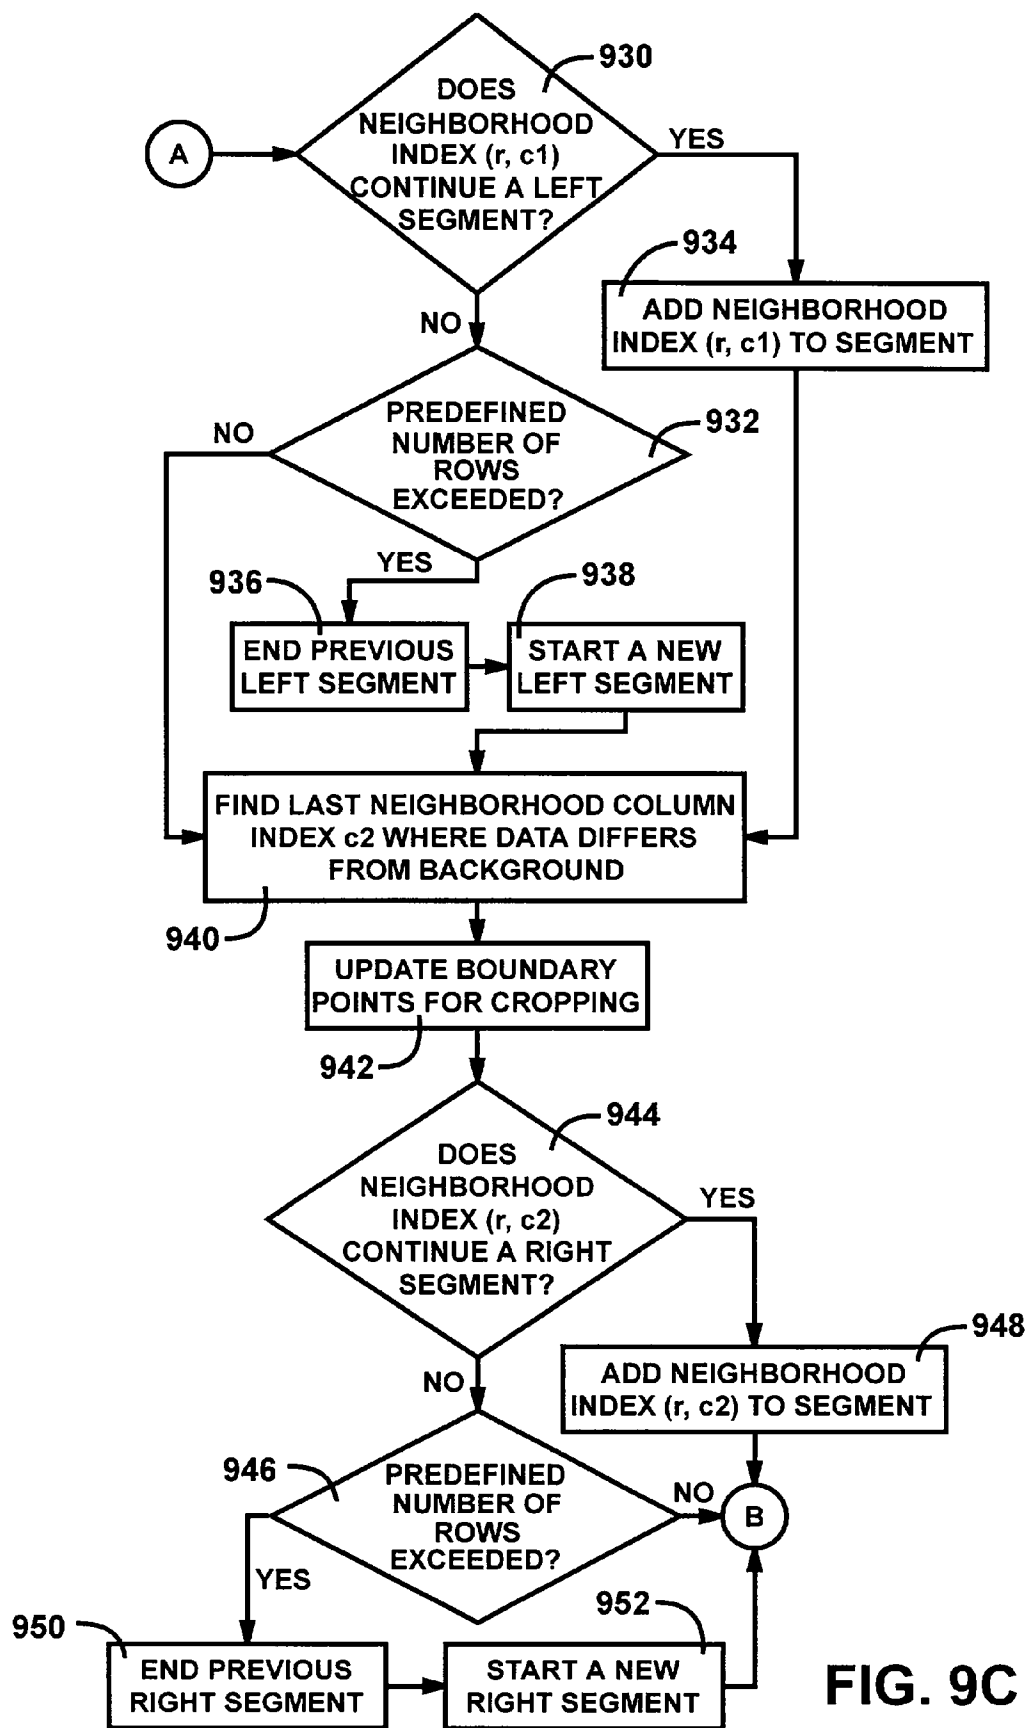 930
DOES
NEIGHBORHOOD
INDEX (r, c1)
CONTINUE A LEFT
SEGMENT?
A
YES
934
ADD NEIGHBORHOOD
INDEX (r, c1) TO SEGMENT
NO
PREDEFINED
NUMBER OF
ROWS
EXCEEDED?
932
NO
YES
936
938
END PREVIOUS
LEFT SEGMENT
START A NEW
LEFT SEGMENT
FIND LAST NEIGHBORHOOD COLUMN
INDEX c2 WHERE DATA DIFFERS
FROM BACKGROUND
940
UPDATE BOUNDARY
POINTS FOR CROPPING
942
944
DOES
NEIGHBORHOOD
INDEX (r, c2)
CONTINUE A RIGHT
SEGMENT?
YES
948
ADD NEIGHBORHOOD
INDEX (r, c2) TO SEGMENT
NO
946
PREDEFINED
NUMBER OF
ROWS
EXCEEDED?
NO
B
YES
950
952
END PREVIOUS
RIGHT SEGMENT
START A NEW
RIGHT SEGMENT
FIG. 9C